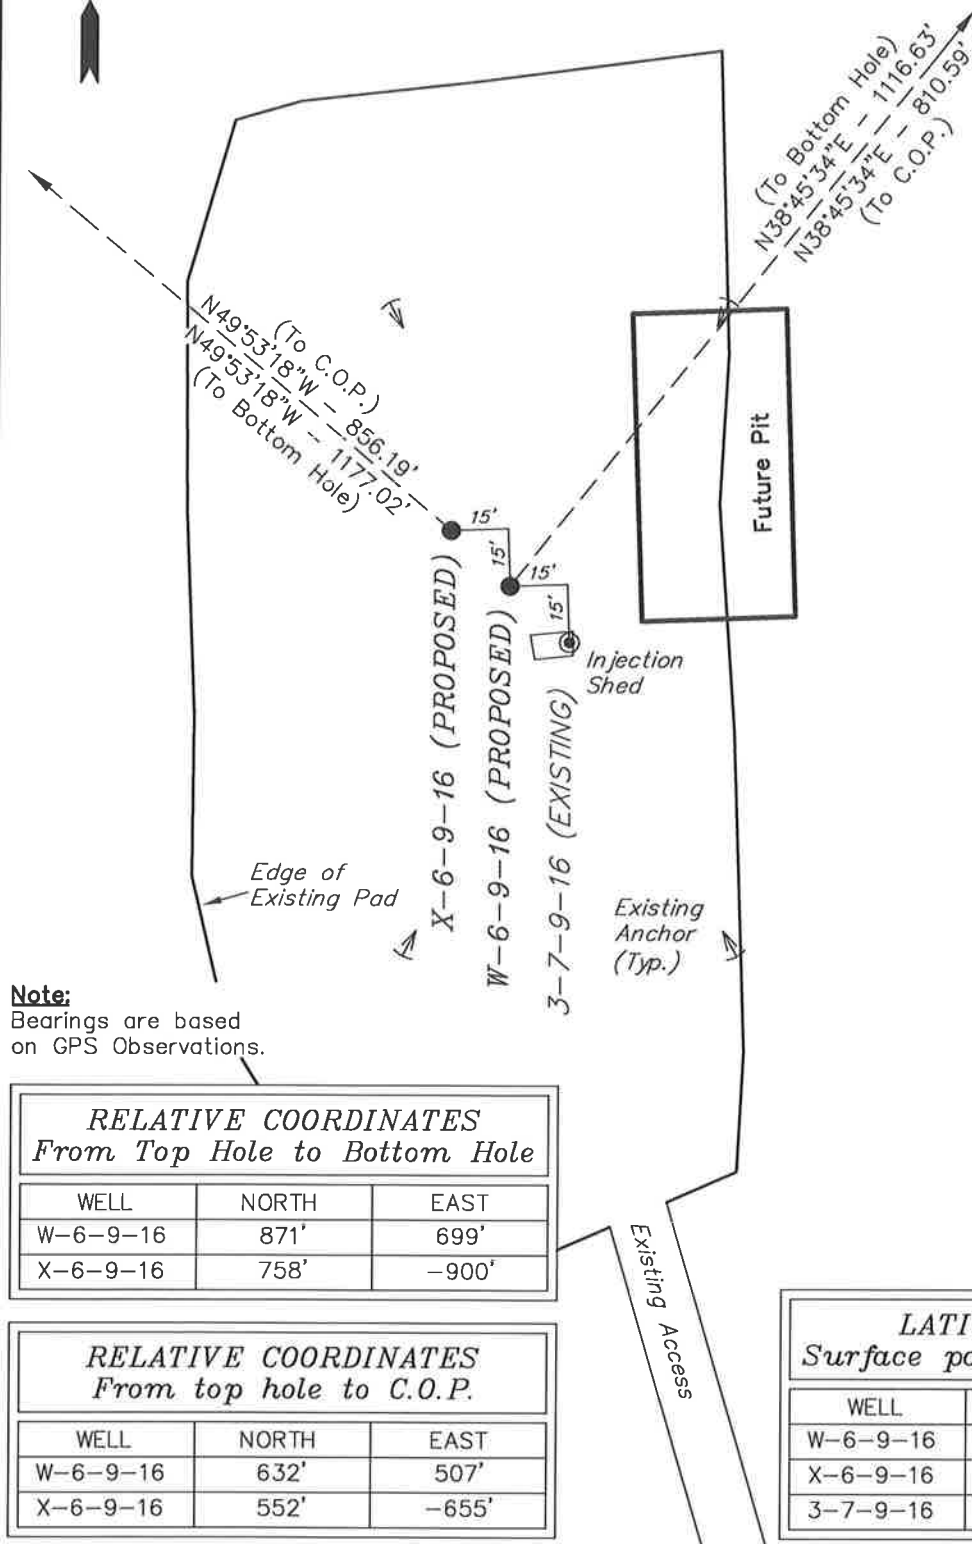 (To Bottom Hole)
N38°45'34"E - 1116.63'
N38°45'34"E - 810.59'
(To C.O.P.)
(To C.O.P.)
N49°53'18"W - 856.19'
N49°53'18"W - 1177.02'
(To Bottom Hole)
Future Pit
15'
15'
15'
15'
Injection
Shed
X-6-9-16 (PROPOSED)
W-6-9-16 (PROPOSED)
3-7-9-16 (EXISTING)
Edge of
Existing Pad
Existing
Anchor
(Typ.)
Note:
Bearings are based
on GPS Observations.
RELATIVE COORDINATES
From Top Hole to Bottom Hole
WELL NORTH EAST
W-6-9-16 871' 699'
X-6-9-16 758' -900'
Existing Access
RELATIVE COORDINATES
From top hole to C.O.P.
WELL NORTH EAST
W-6-9-16 632' 507'
X-6-9-16 552' -655'
LATI
Surface po
WELL
W-6-9-16
X-6-9-16
3-7-9-16